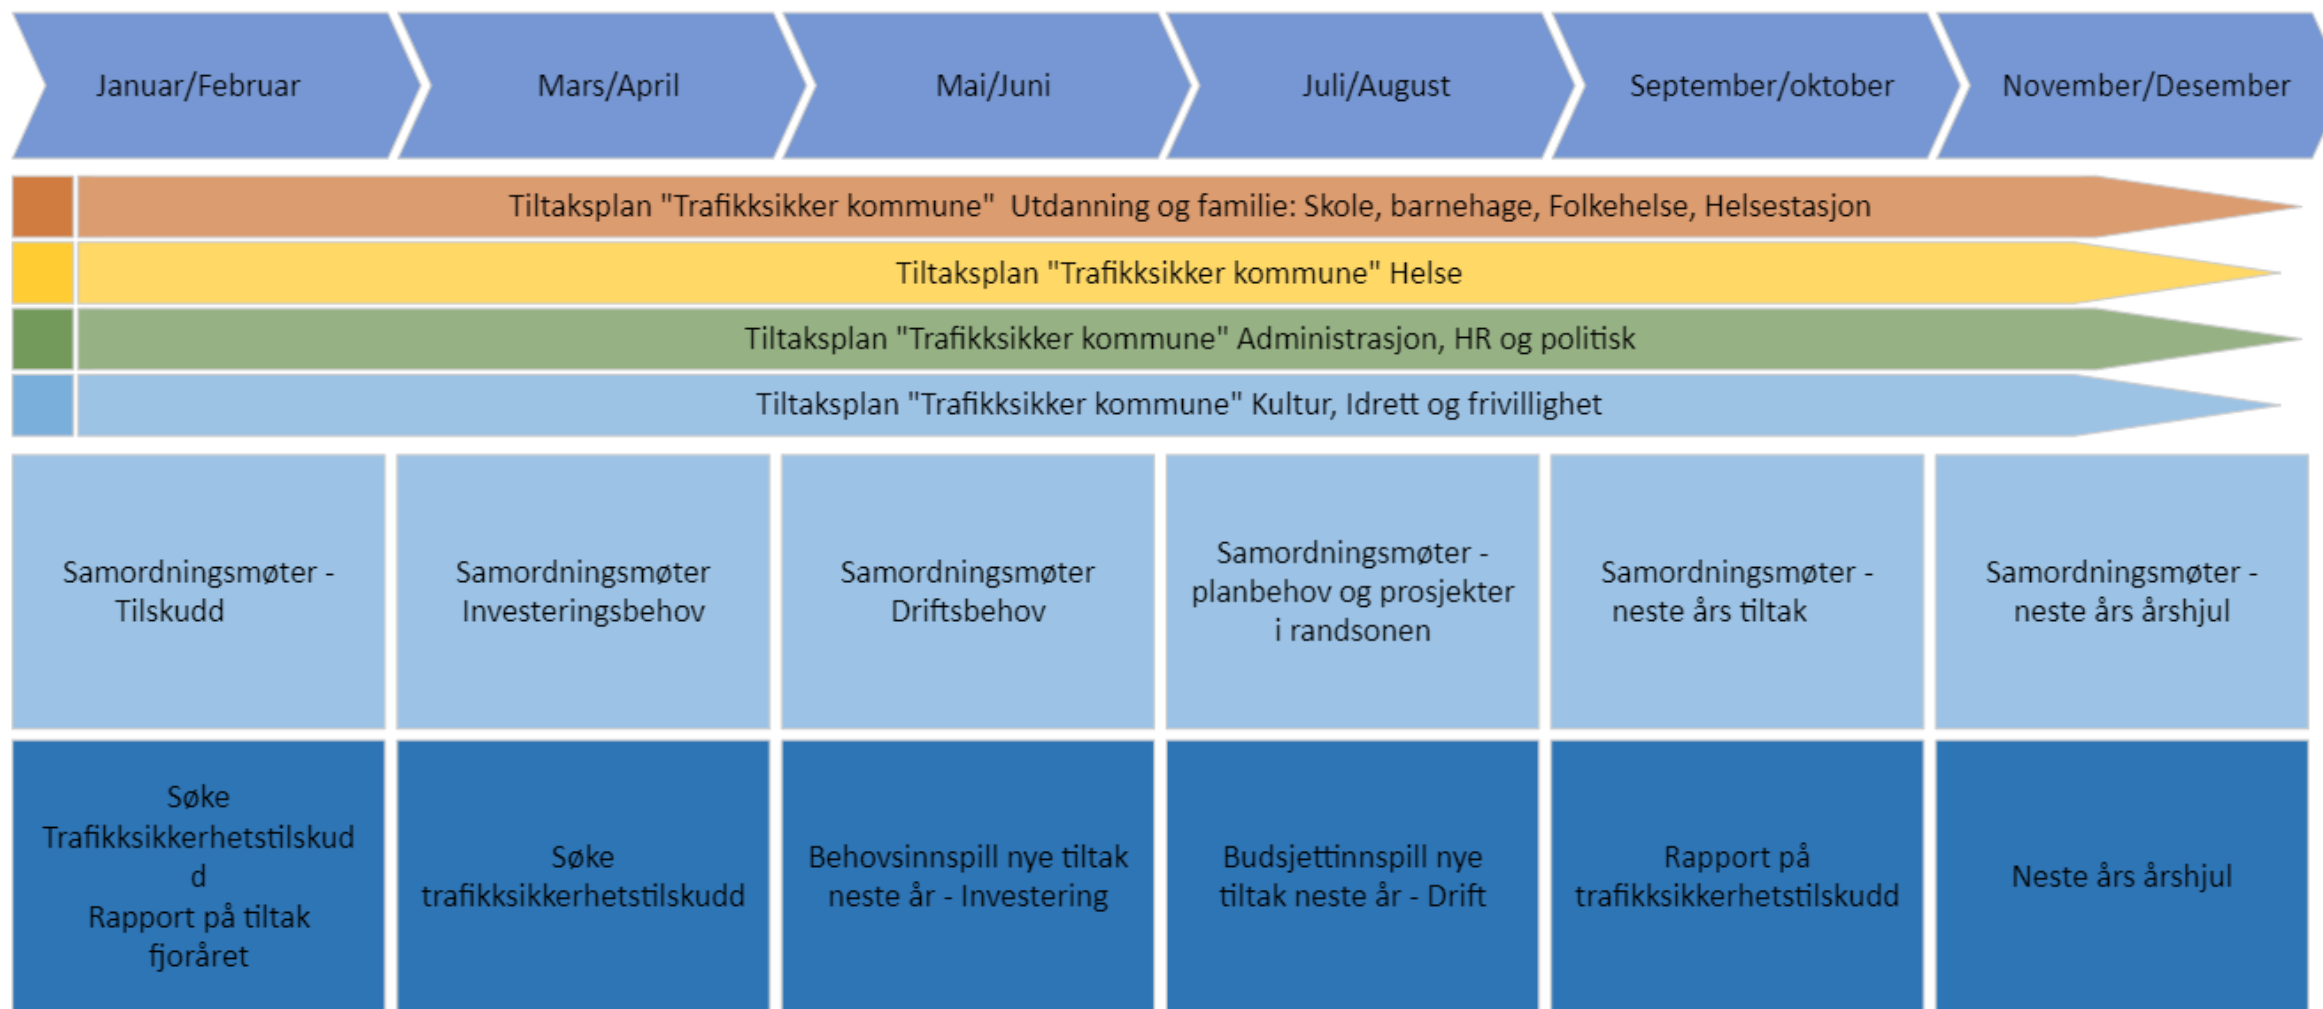 Januar/Februar
Mars/April
Mai/Juni
Juli/August
September/oktober
November/Desember
Tiltaksplan "Trafikksikker kommune"  Utdanning og familie: Skole, barnehage, Folkehelse, Helsestasjon
Tiltaksplan "Trafikksikker kommune" Helse
Tiltaksplan "Trafikksikker kommune" Administrasjon, HR og politisk
Tiltaksplan "Trafikksikker kommune" Kultur, Idrett og frivillighet
Samordningsmøter -
Tilskudd
Samordningsmøter
Investeringsbehov
Samordningsmøter
Driftsbehov
Samordningsmøter -
planbehov og prosjekter
i randsonen
Samordningsmøter -
neste års tiltak
Samordningsmøter -
neste års årshjul
Søke
Trafikksikkerhetstilskud
d
Rapport på tiltak
fjoråret
Søke
trafikksikkerhetstilskudd
Behovsinnspill nye tiltak
neste år - Investering
Budsjettinnspill nye
tiltak neste år - Drift
Rapport på
trafikksikkerhetstilskudd
Neste års årshjul